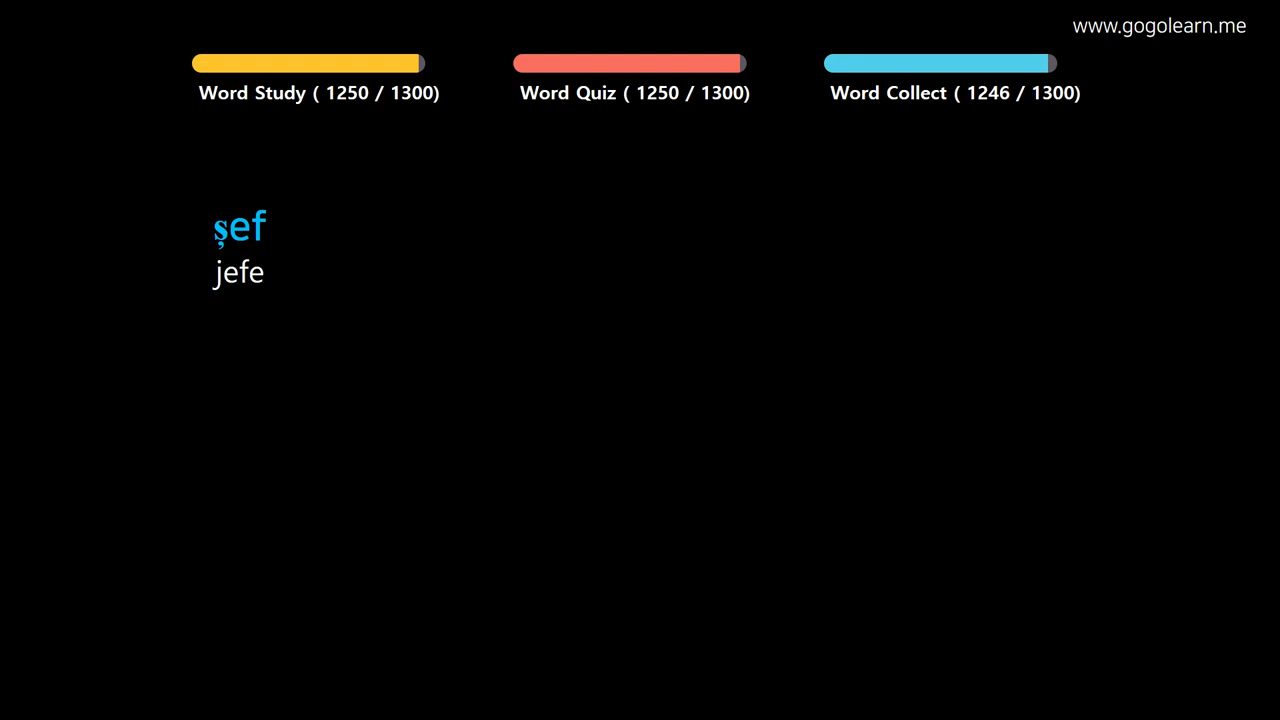 www.gogolearn.me
Word Study ( 1250 / 1300)
Word Quiz ( 1250 / 1300)
Word Collect ( 1246 / 1300)
șef
jefe